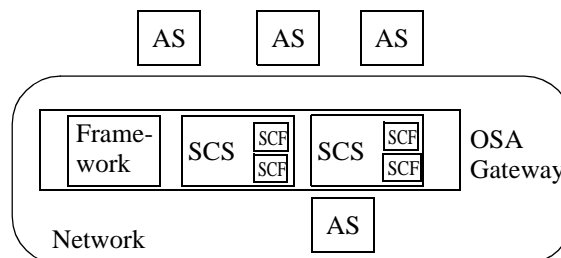 AS
AS
AS
Frame-
work
SCS
SCF
SCF
SCS
SCF
SCF
OSA
Gateway
AS
Network